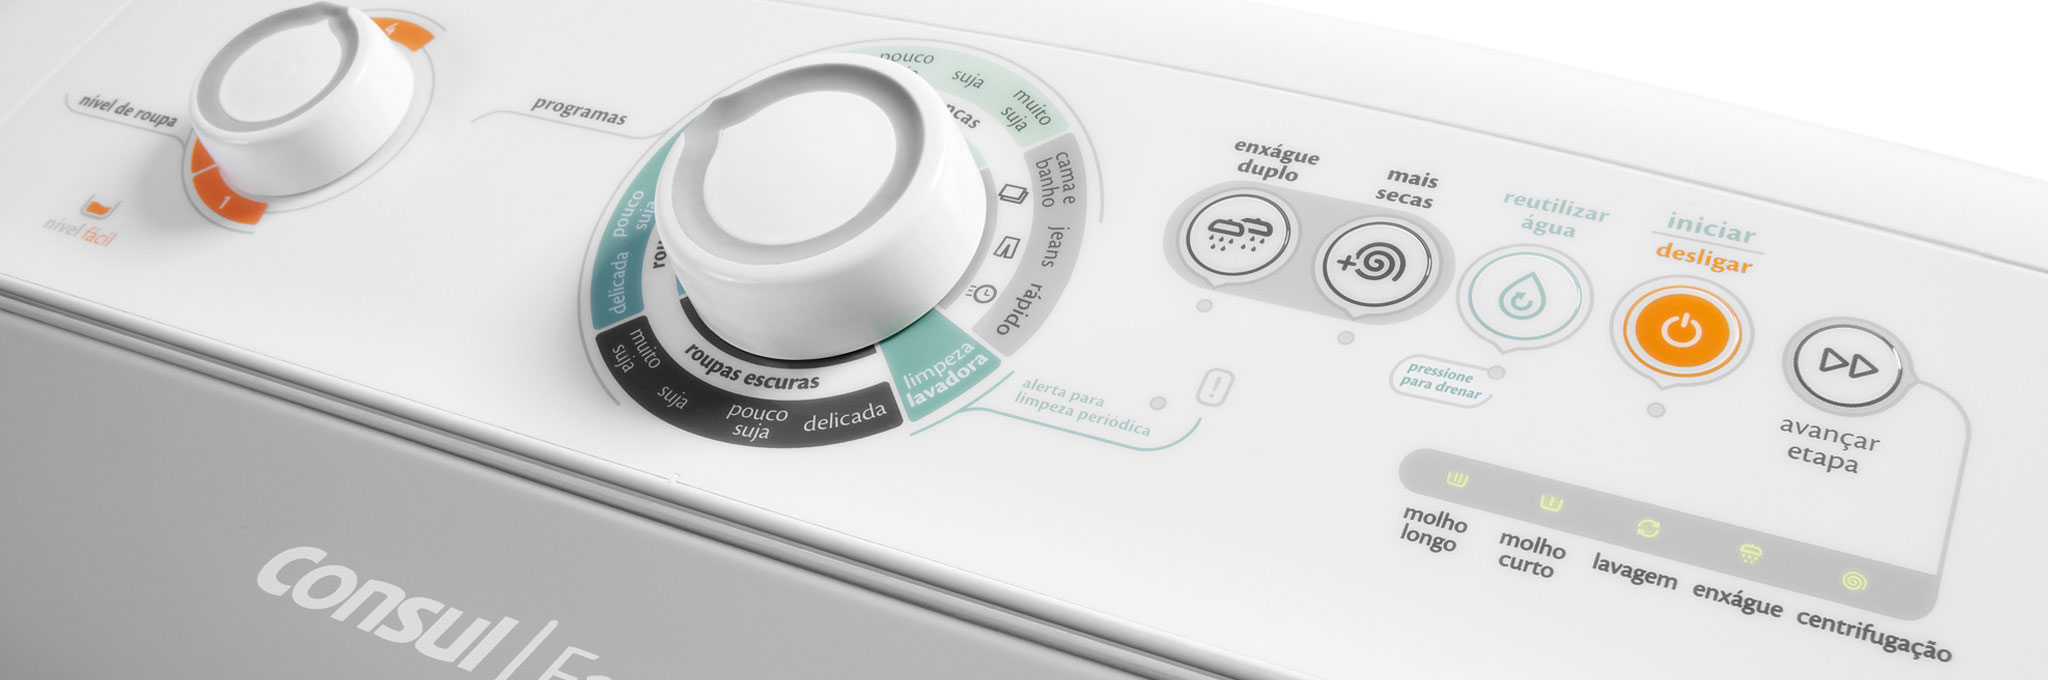 4
nível de roupa
1
nível fácil
programas
pouco
suja
muito
suja
cama e
banho
jeans
rápido
limpeza
lavadora
roupas escuras
delicada
pouco
suja
suja
muito
suja
delicada
pouco
suja
alerta para
limpeza periódica
!
enxágue
duplo
mais
secas
+
reutilizar
água
pressione
para drenar
iniciar
desligar
avançar
etapa
molho
longo
molho
curto
lavagem
enxágue
centrifugação
consul